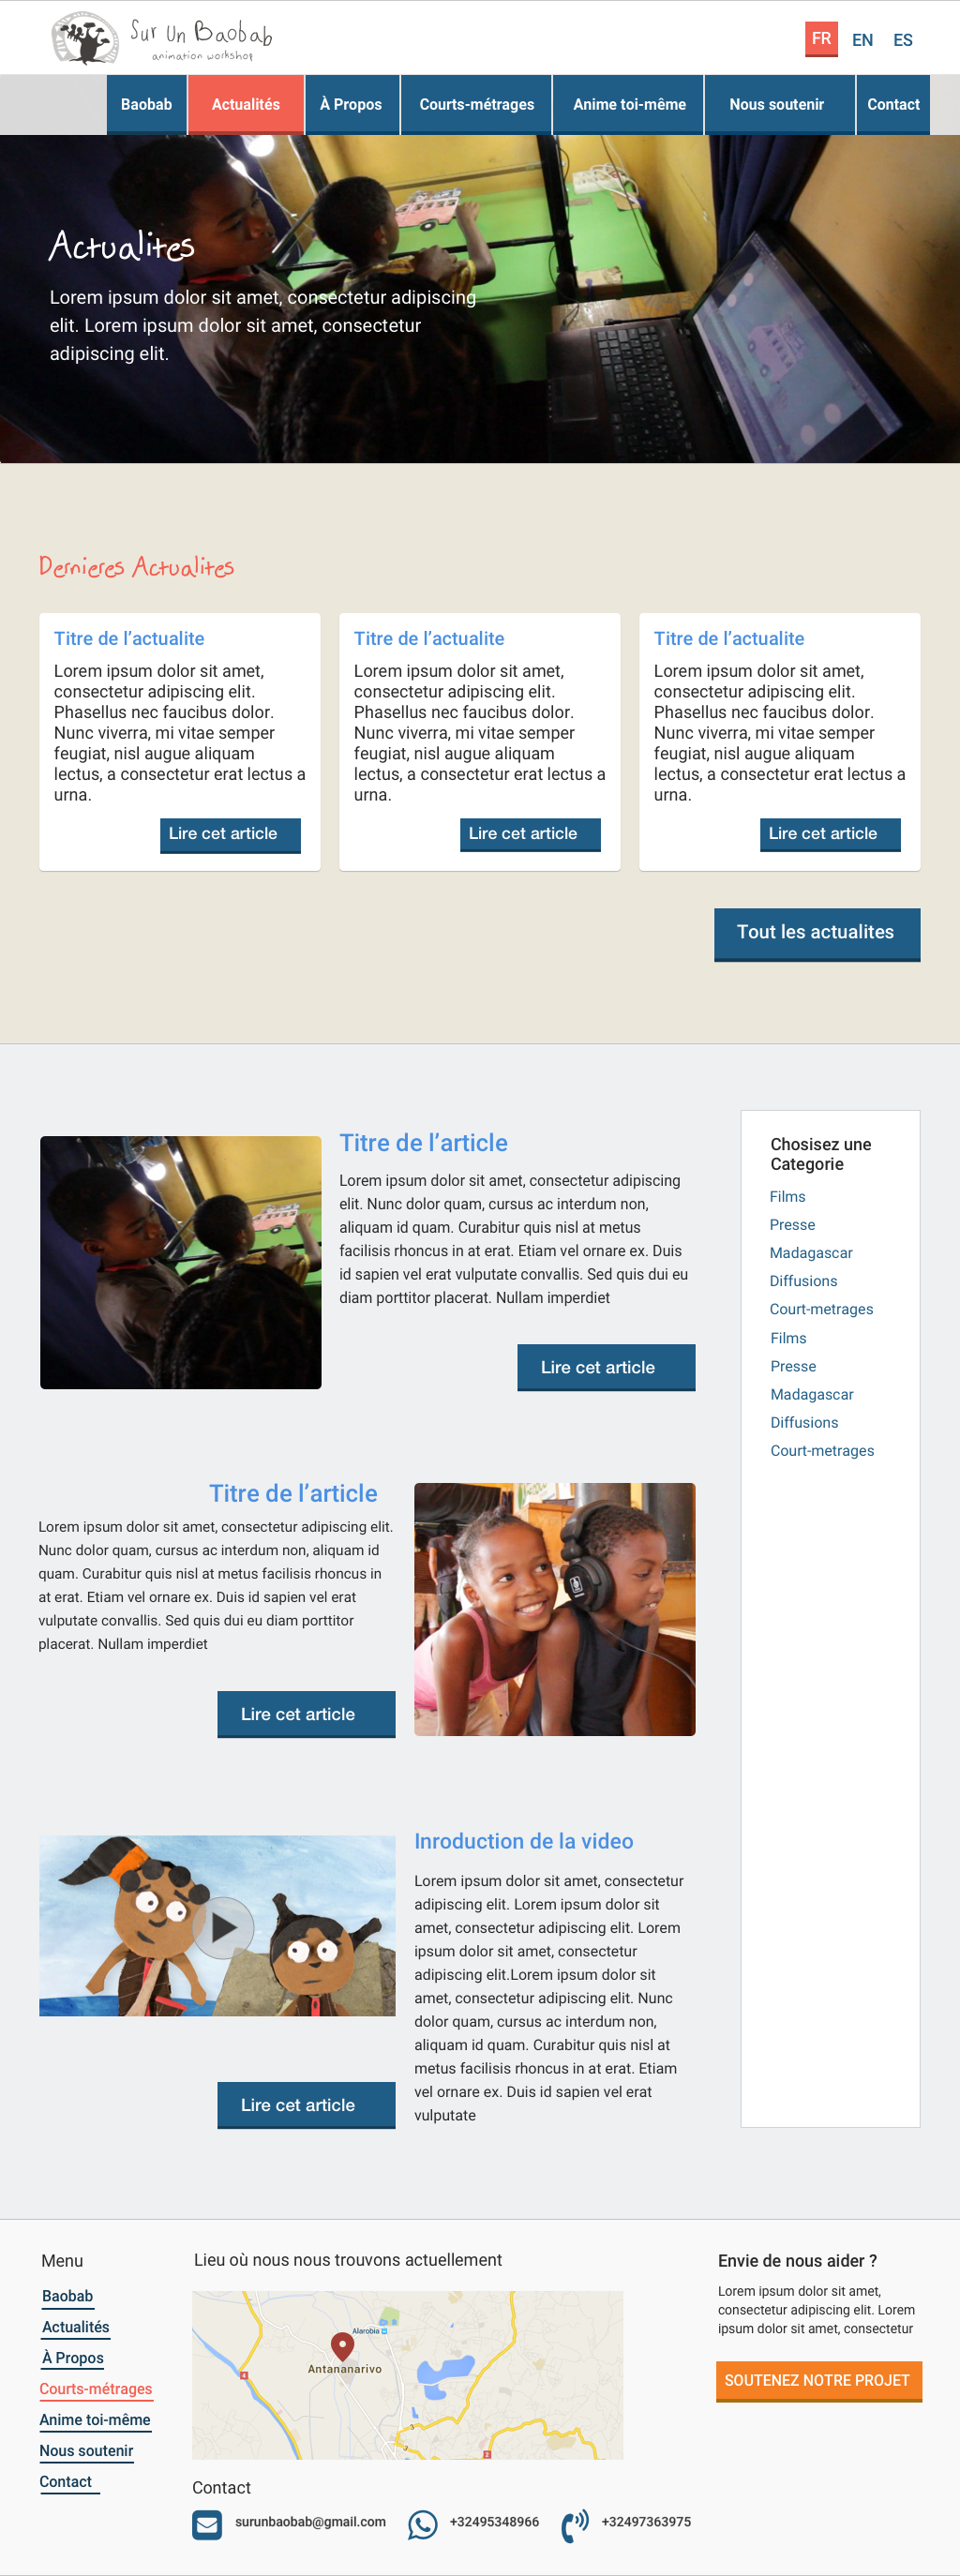 Sur Un Baobab
animation workshop
FR EN ES
Baobab Actualités À Propos Courts-métrages Anime toi-même Nous soutenir Contact
Actualites
Lorem ipsum dolor sit amet, consectetur adipiscing
elit. Lorem ipsum dolor sit amet, consectetur
adipiscing elit.
Dernieres Actualites
Titre de l’actualite
Lorem ipsum dolor sit amet,
consectetur adipiscing elit.
Phasellus nec faucibus dolor.
Nunc viverra, mi vitae semper
feugiat, nisl augue aliquam
lectus, a consectetur erat lectus a
urna.
Lire cet article
Titre de l’actualite
Lorem ipsum dolor sit amet,
consectetur adipiscing elit.
Phasellus nec faucibus dolor.
Nunc viverra, mi vitae semper
feugiat, nisl augue aliquam
lectus, a consectetur erat lectus a
urna.
Lire cet article
Titre de l’actualite
Lorem ipsum dolor sit amet,
consectetur adipiscing elit.
Phasellus nec faucibus dolor.
Nunc viverra, mi vitae semper
feugiat, nisl augue aliquam
lectus, a consectetur erat lectus a
urna.
Lire cet article
Tout les actualites
Titre de l’article
Lorem ipsum dolor sit amet, consectetur adipiscing
elit. Nunc dolor quam, cursus ac interdum non,
aliquam id quam. Curabitur quis nisl at metus
facilisis rhoncus in at erat. Etiam vel ornare ex. Duis
id sapien vel erat vulputate convallis. Sed quis dui eu
diam porttitor placerat. Nullam imperdiet
Lire cet article
Titre de l’article
Lorem ipsum dolor sit amet, consectetur adipiscing elit.
Nunc dolor quam, cursus ac interdum non, aliquam id
quam. Curabitur quis nisl at metus facilisis rhoncus in
at erat. Etiam vel ornare ex. Duis id sapien vel erat
vulputate convallis. Sed quis dui eu diam porttitor
placerat. Nullam imperdiet
Lire cet article
Inroduction de la video
Lorem ipsum dolor sit amet, consectetur
adipiscing elit. Lorem ipsum dolor sit
amet, consectetur adipiscing elit. Lorem
ipsum dolor sit amet, consectetur
adipiscing elit.Lorem ipsum dolor sit
amet, consectetur adipiscing elit. Nunc
dolor quam, cursus ac interdum non,
aliquam id quam. Curabitur quis nisl at
metus facilisis rhoncus in at erat. Etiam
vel ornare ex. Duis id sapien vel erat
vulputate
Lire cet article
Chosisez une
Categorie
Films
Presse
Madagascar
Diffusions
Court-metrages
Films
Presse
Madagascar
Diffusions
Court-metrages
Menu
Baobab
Actualités
À Propos
Courts-métrages
Anime toi-même
Nous soutenir
Contact
Lieu où nous nous trouvons actuellement
Alarobia
Antananarivo
4
2
Contact
surunbaobab@gmail.com +32495348966 +32497363975
Envie de nous aider ?
Lorem ipsum dolor sit amet,
consectetur adipiscing elit. Lorem
ipsum dolor sit amet, consectetur
SOUTENEZ NOTRE PROJET